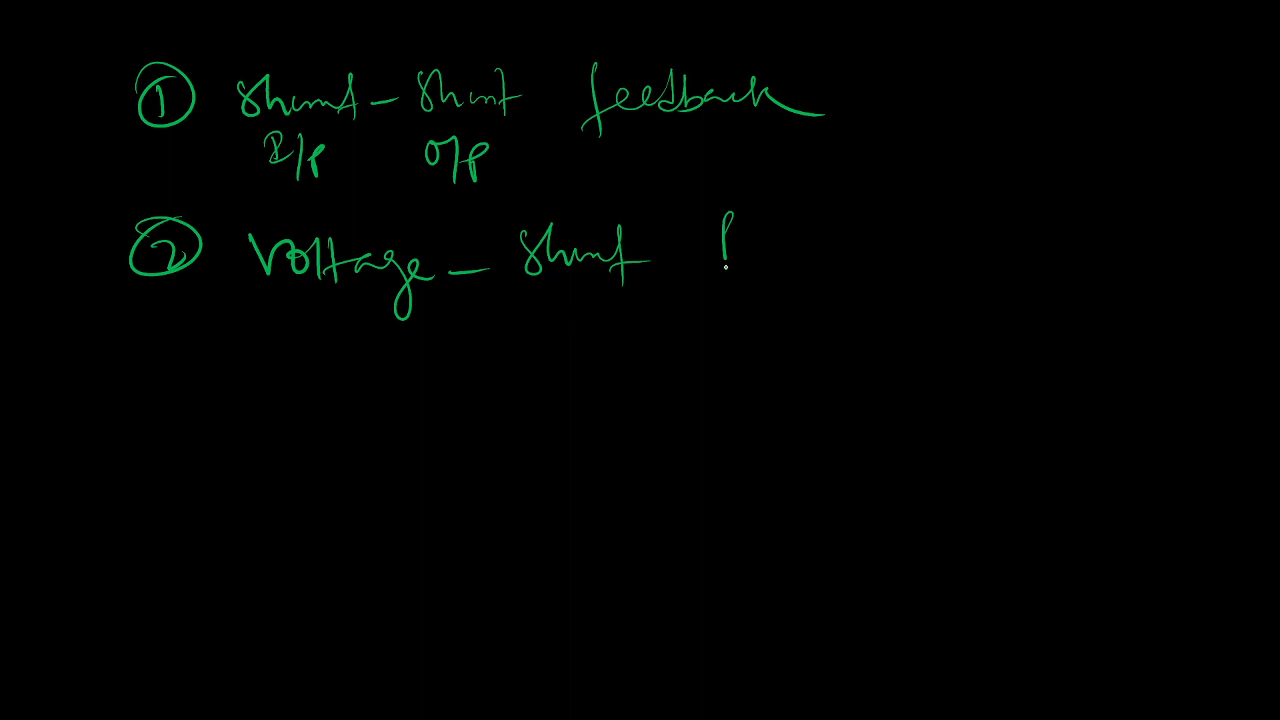 ① Shunt - Shunt feedback
I/p O/p
② Voltage - Shunt